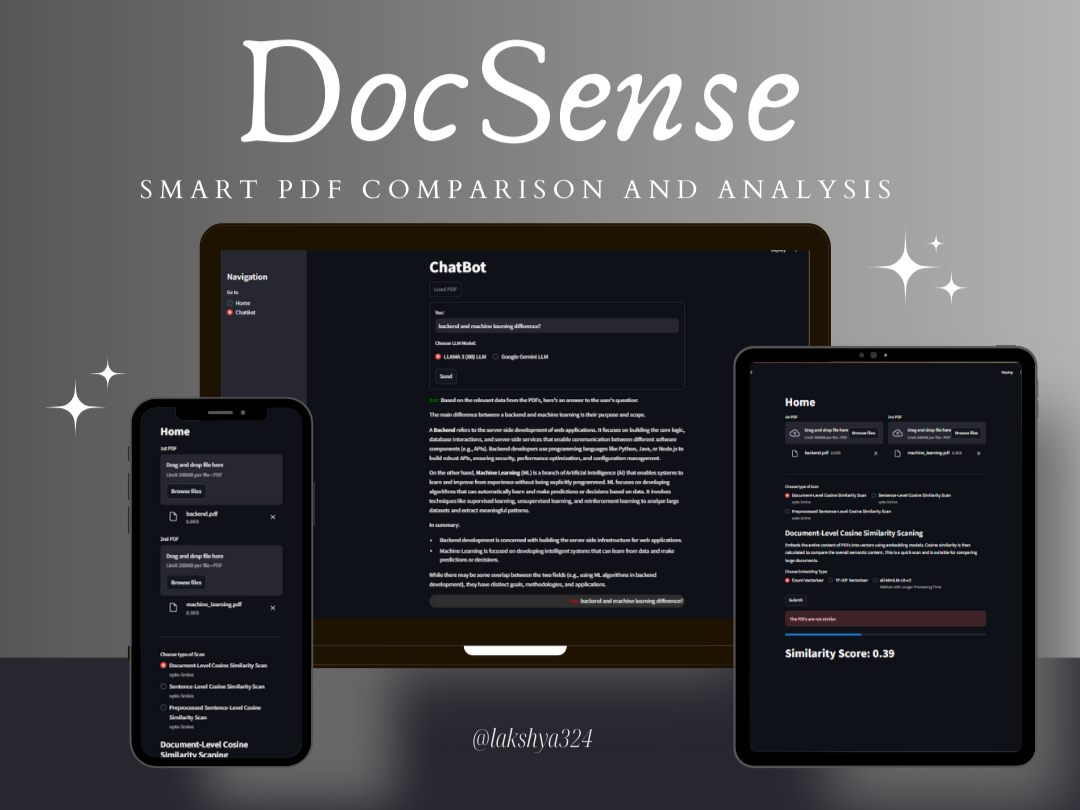 DocSense
SMART PDF COMPARISON AND ANALYSIS
Navigation
Go to
Home
ChatBot
Deploy
ChatBot
Load PDF
You:
backend and machine learning difference?
Choose LLM Model:
LLAMA 3 (8B) LLM
Google Gemini LLM
Send
Bot: Based on the relevant data from the PDFs, here's an answer to the user's question:
The main difference between a backend and machine learning is their purpose and scope.
A Backend refers to the server-side development of web applications. It focuses on building the core logic,
database interactions, and server-side services that enable communication between different software
components (e.g., APIs). Backend developers use programming languages like Python, Java, or Node.js to
build robust APIs, ensuring security, performance optimization, and configuration management.
On the other hand, Machine Learning (ML) is a branch of Artificial Intelligence (AI) that enables systems to
learn and improve from experience without being explicitly programmed. ML focuses on developing
algorithms that can automatically learn and make predictions or decisions based on data. It involves
techniques like supervised learning, unsupervised learning, and reinforcement learning to analyze large
datasets and extract meaningful patterns.
In summary:
• Backend development is concerned with building the server-side infrastructure for web applications.
• Machine Learning is focused on developing intelligent systems that can learn from data and make
predictions or decisions.
While there may be some overlap between the two fields (e.g., using ML algorithms in backend
development), they have distinct goals, methodologies, and applications.
backend and machine learning difference?
Home
1st PDF
Drag and drop file here
Limit 200MB per file • PDF
Browse files
backend.pdf
6.8KB
2nd PDF
Drag and drop file here
Limit 200MB per file • PDF
Browse files
machine_learning.pdf
6.3KB
Choose type of Scan
Document-Level Cosine Similarity Scan
upto 5mins
Sentence-Level Cosine Similarity Scan
upto 5mins
Preprocessed Sentence-Level Cosine
Similarity Scan
upto 5mins
Document-Level Cosine
Similarity Scaning
Deploy
Home
1st PDF
2nd PDF
Drag and drop file here
Limit 200MB per file • PDF
Browse files
Drag and drop file here
Limit 200MB per file • PDF
Browse files
backend.pdf
machine_learning.pdf
Choose type of Scan
Document-Level Cosine Similarity Scan
upto 5mins
Sentence-Level Cosine Similarity Scan
upto 5mins
Preprocessed Sentence-Level Cosine Similarity Scan
upto 5mins
Document-Level Cosine Similarity Scaning
Embeds the entire content of PDFs into vectors using embedding models. Cosine similarity is then
calculated to compare the overall semantic content. This is a quick scan and is suitable for comparing
large documents.
Choose Embedding Type
Count Vectoriser
TF-IDF Vectoriser
all-MiniLM-L6-v2
Method with Longer Processing Time
Submit
The PDFs are not similar.
Similarity Score: 0.39
@lakshya324